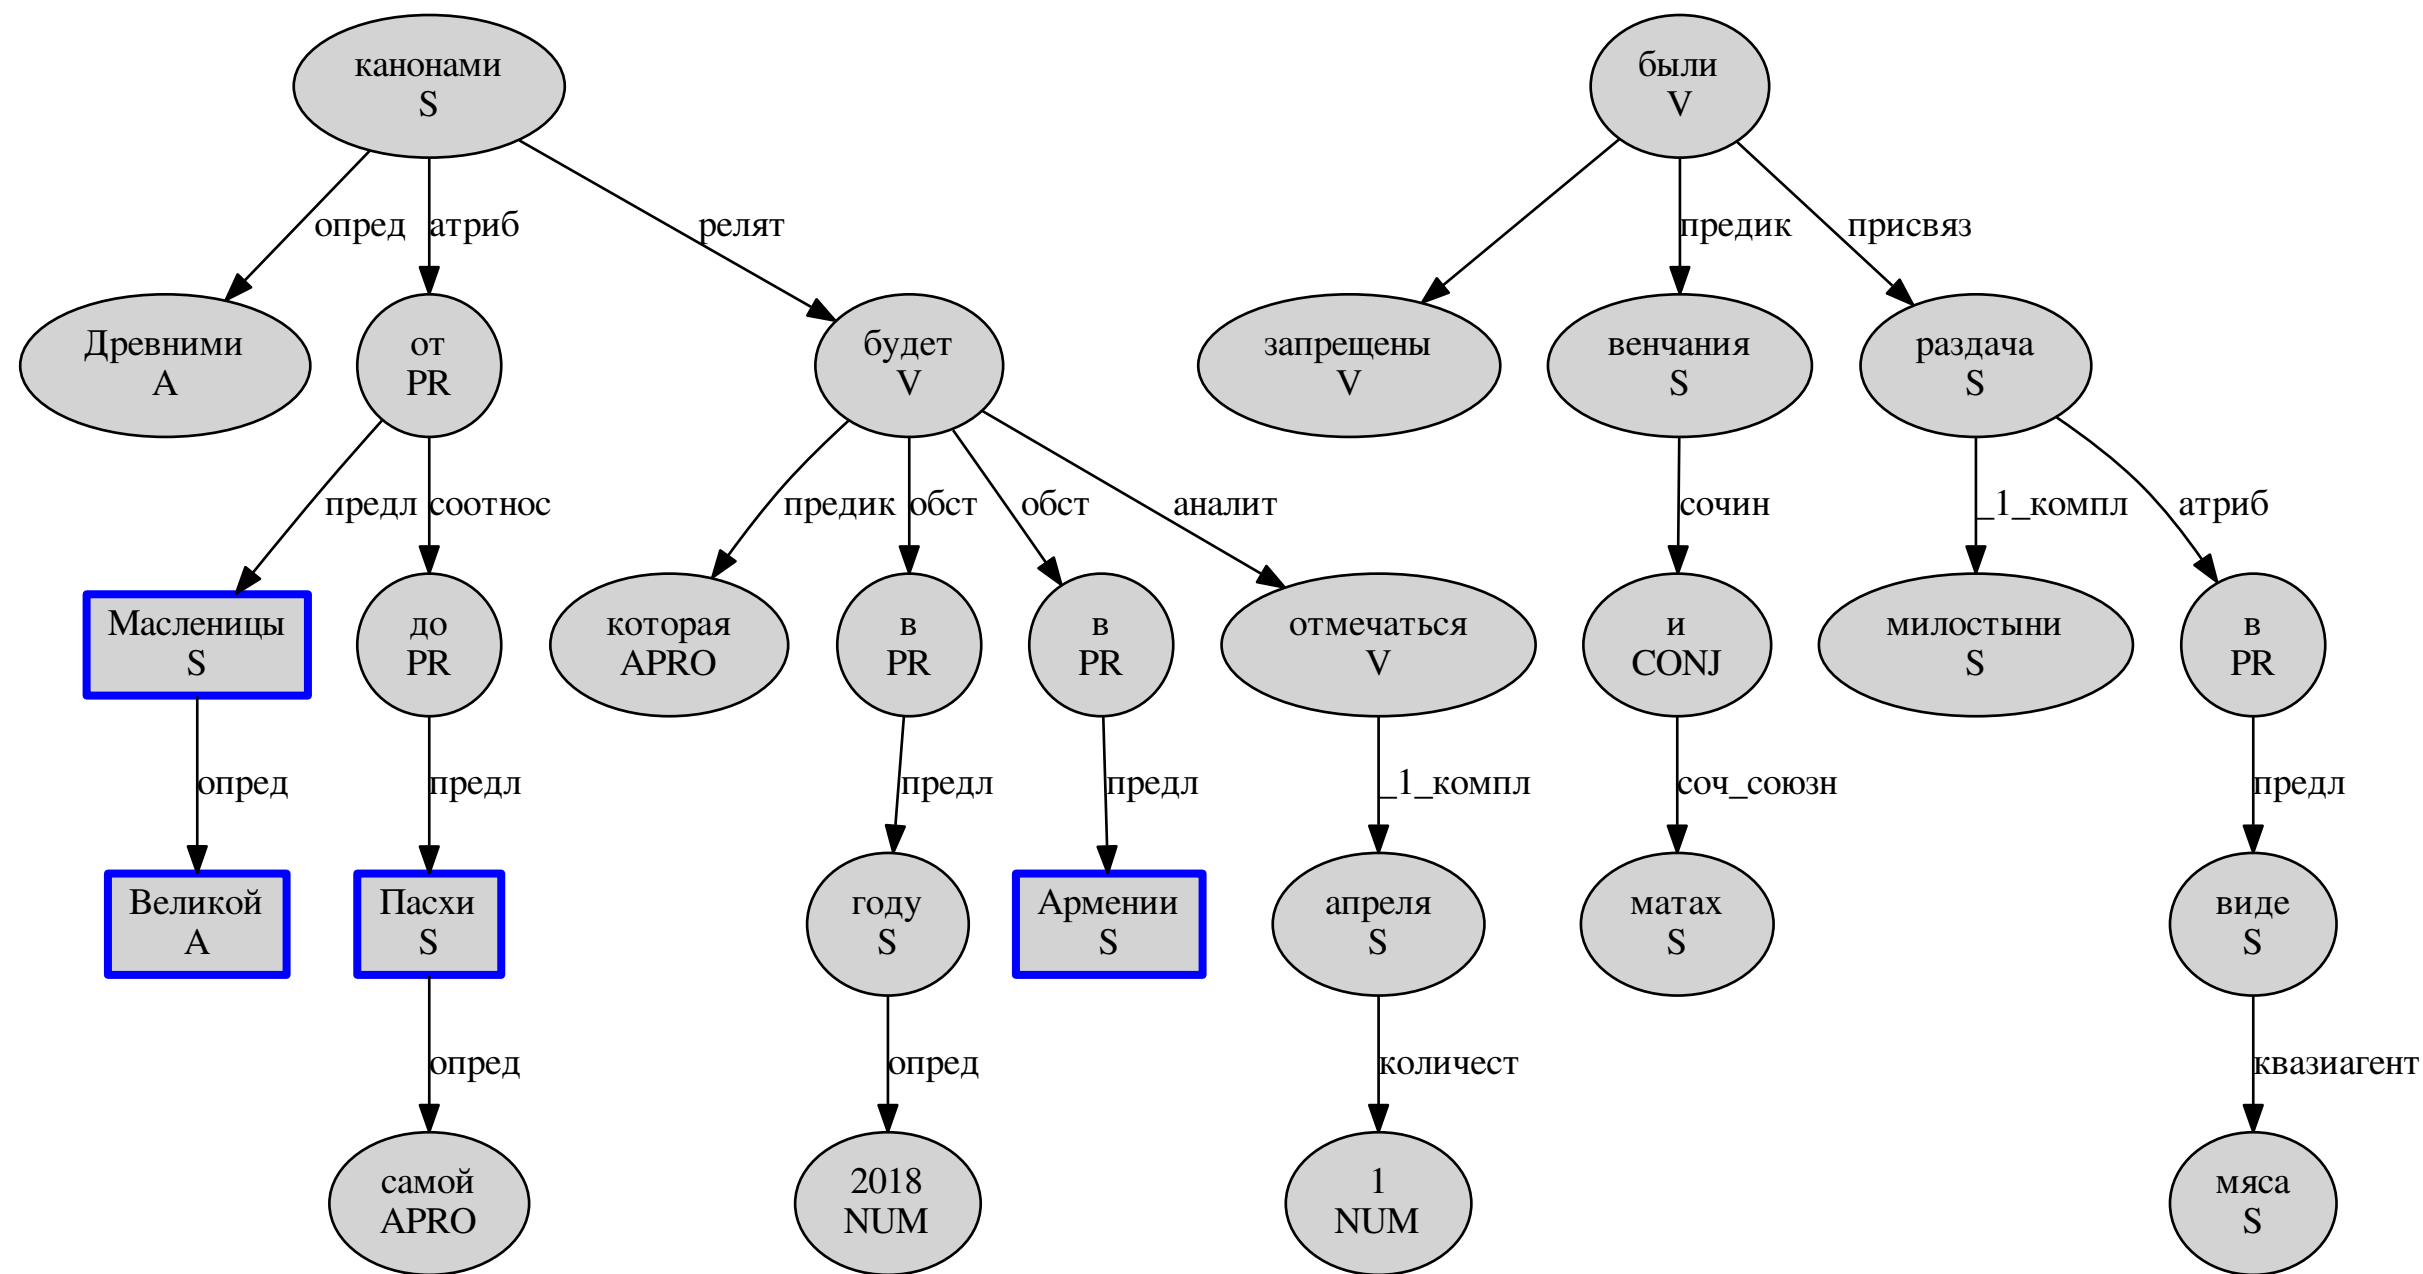 канонами
S
были
V
опред
атриб
релят
предик
присвяз
Древними
A
от
PR
будет
V
запрещены
V
венчания
S
раздача
S
предл
соотнос
предик
обст
обст
аналит
сочин
_1_компл
атриб
Масленицы
S
до
PR
которая
APRO
в
PR
в
PR
отмечаться
V
и
CONJ
милостыни
S
в
PR
опред
предл
предл
предл
_1_компл
соч_союзн
предл
Великой
A
Пасхи
S
году
S
Армении
S
апреля
S
матах
S
виде
S
опред
опред
количест
квазиагент
самой
APRO
2018
NUM
1
NUM
мяса
S